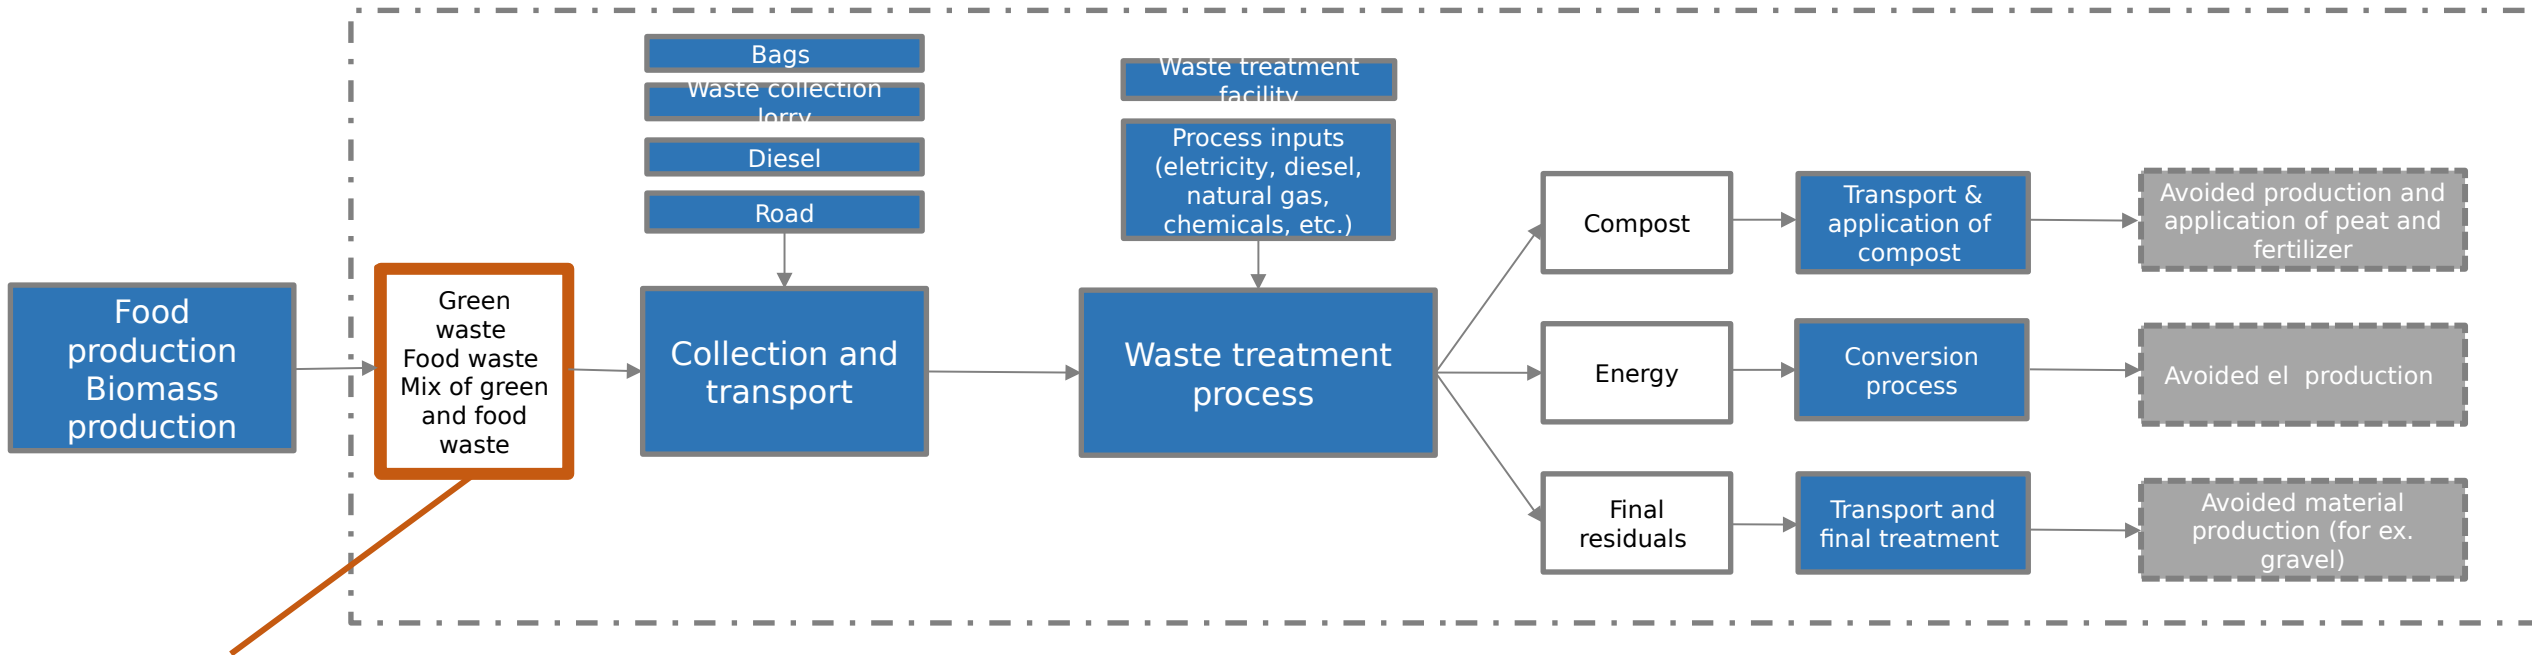 Bags
Waste collection
lorry
Diesel
Road
Waste treatment
facility
Process inputs
(eletricity, diesel,
natural gas,
chemicals, etc.)
Food
production
Biomass
production
Green
waste
Food waste
Mix of green
and food
waste
Collection and
transport
Waste treatment
process
Compost
Transport &
application of
compost
Avoided production and
application of peat and
fertilizer
Energy
Conversion
process
Avoided el  production
Final
residuals
Transport and
final treatment
Avoided material
production (for ex.
gravel)